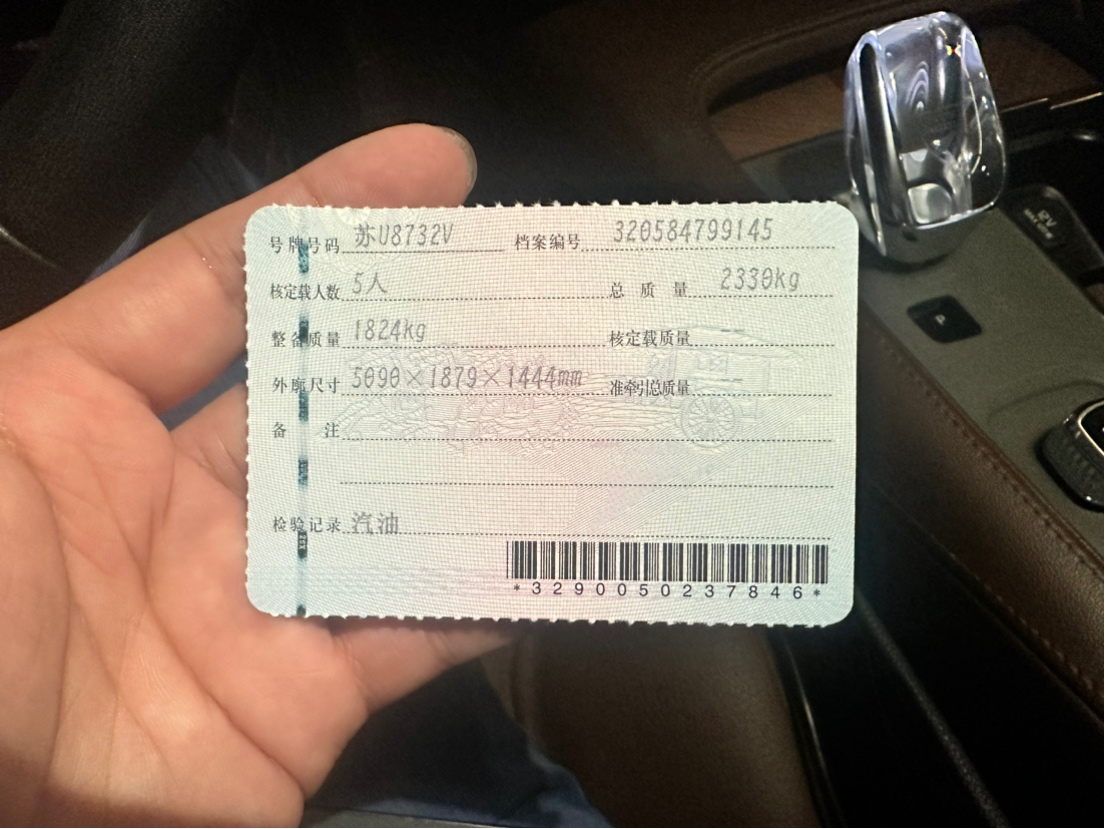 号牌号码 苏U8732V 档案编号 320584799145
核定载人数 5人 总质量 2330kg
整备质量 1824kg 核定载质量
外廓尺寸 5090×1879×1444mm 准牵引总质量
备注
检验记录 汽油
*3290050237846*
P